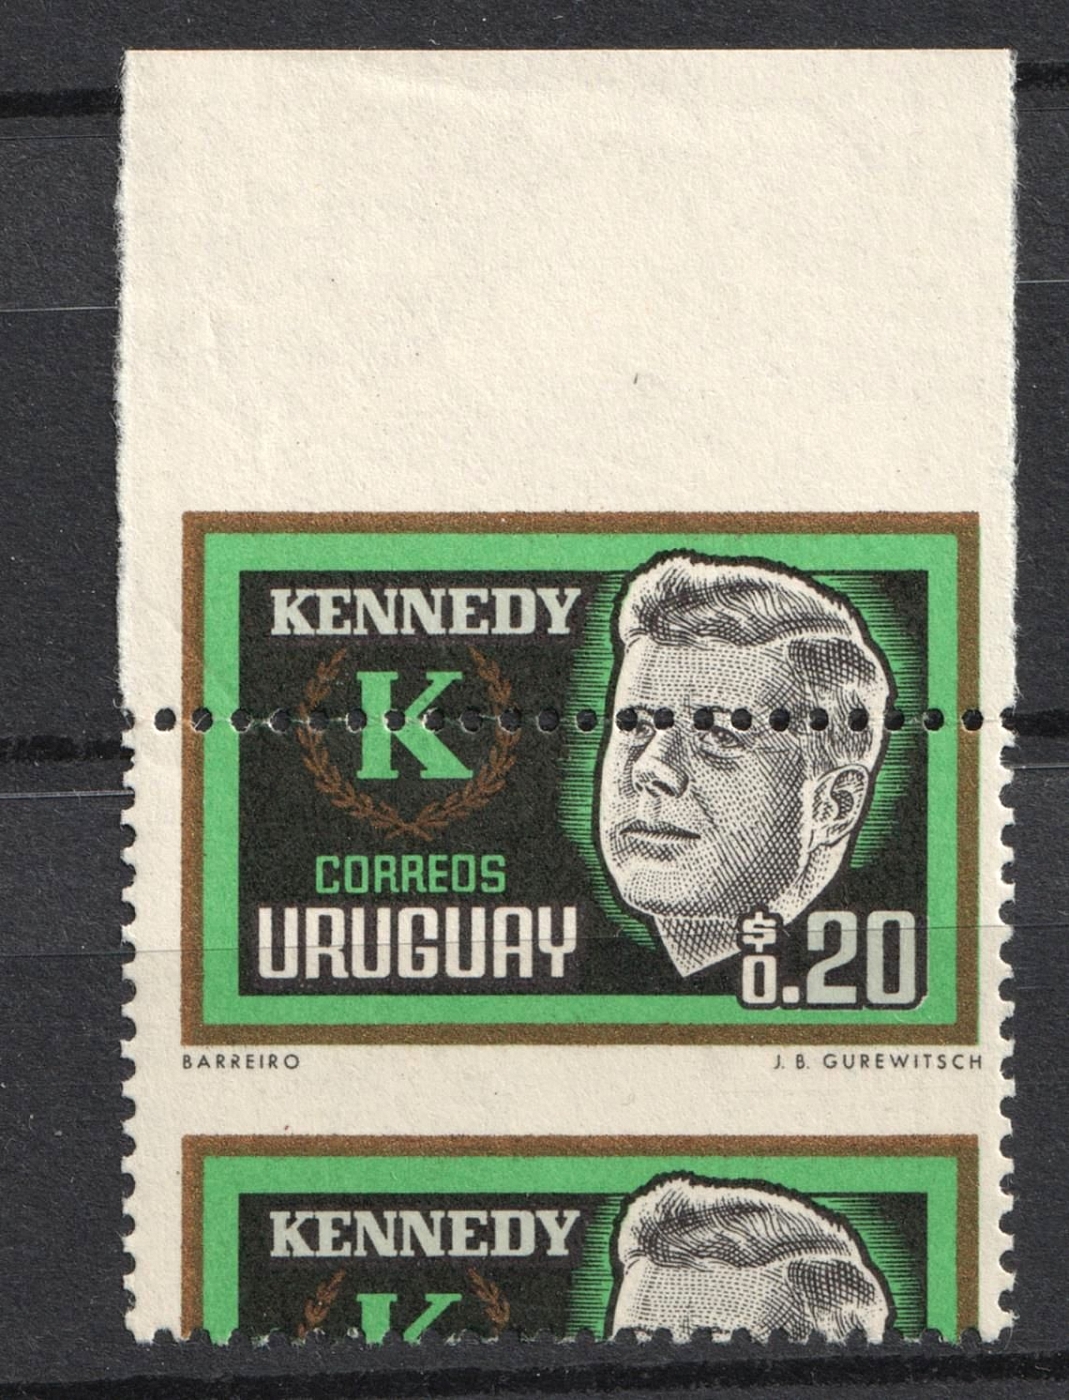 KENNEDY
K
CORREOS
URUGUAY
$0.20
BARREIRO J. B. GUREWITSCH
KENNEDY
K